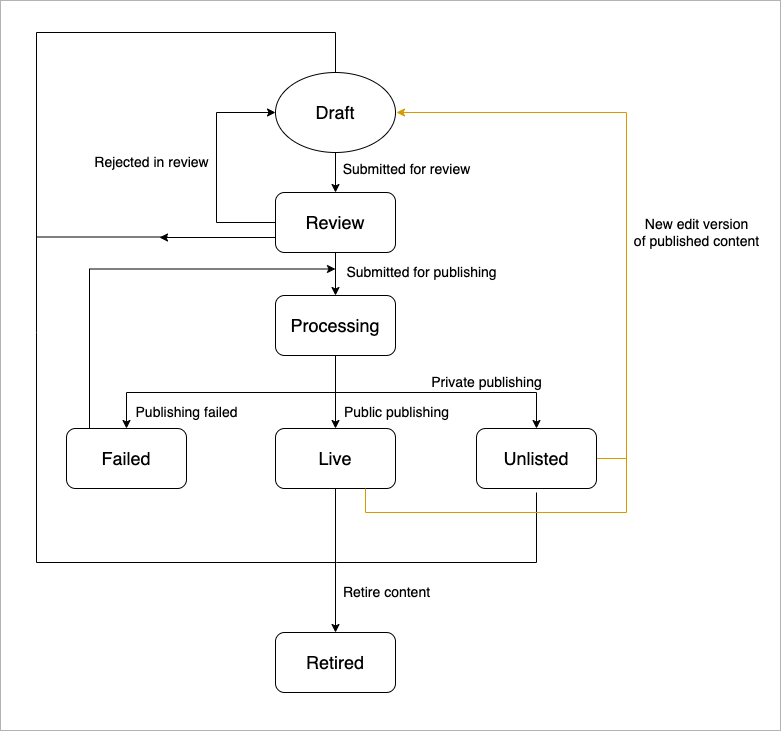 Draft
Rejected in review
Submitted for review
Review
New edit version
of published content
Submitted for publishing
Processing
Private publishing
Publishing failed
Public publishing
Failed
Live
Unlisted
Retire content
Retired